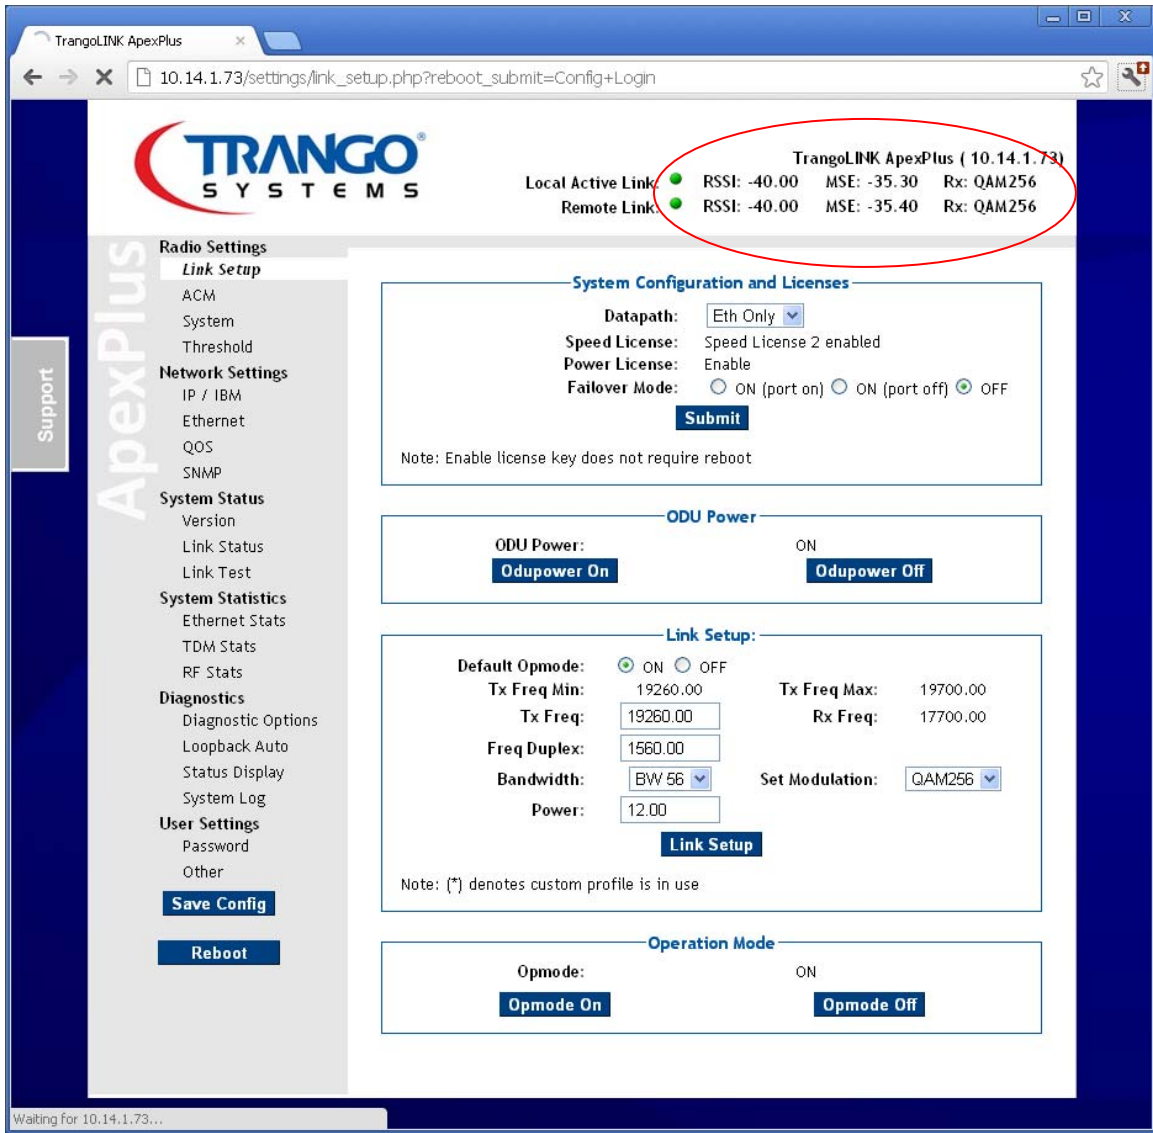 TrangoLINK ApexPlus
10.14.1.73/settings/link_setup.php?reboot_submit=Config+Login
TRANGO®
SYSTEMS
TrangoLINK ApexPlus ( 10.14.1.73)
Local Active Link: RSSI: -40.00 MSE: -35.30 Rx: QAM256
Remote Link: RSSI: -40.00 MSE: -35.40 Rx: QAM256
Support
ApexPlus
Radio Settings
Link Setup
ACM
System
Threshold
Network Settings
IP / IBM
Ethernet
QOS
SNMP
System Status
Version
Link Status
Link Test
System Statistics
Ethernet Stats
TDM Stats
RF Stats
Diagnostics
Diagnostic Options
Loopback Auto
Status Display
System Log
User Settings
Password
Other
Save Config
Reboot
System Configuration and Licenses
Datapath: Eth Only
Speed License: Speed License 2 enabled
Power License: Enable
Failover Mode: ON (port on) ON (port off) OFF
Submit
Note: Enable license key does not require reboot
ODU Power
ODU Power: ON
Odupower On Odupower Off
Link Setup:
Default Opmode: ON OFF
Tx Freq Min: 19260.00 Tx Freq Max: 19700.00
Tx Freq: 19260.00 Rx Freq: 17700.00
Freq Duplex: 1560.00
Bandwidth: BW 56 Set Modulation: QAM256
Power: 12.00
Link Setup
Note: (*) denotes custom profile is in use
Operation Mode
Opmode: ON
Opmode On Opmode Off
Waiting for 10.14.1.73...